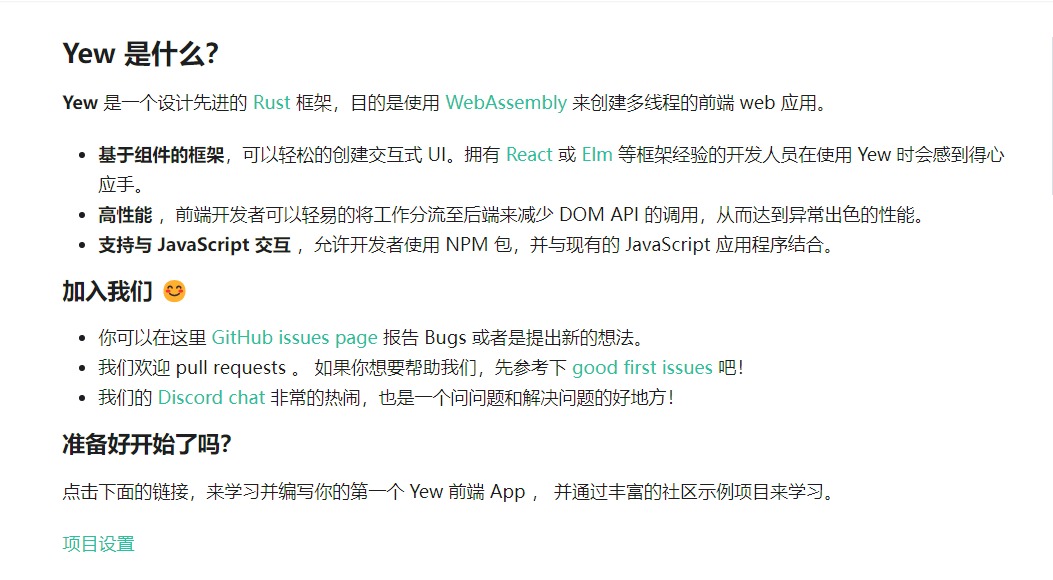 Yew 是什么？
Yew 是一个设计先进的 Rust 框架，目的是使用 WebAssembly 来创建多线程的前端 web 应用。
基于组件的框架，可以轻松的创建交互式 UI。拥有 React 或 Elm 等框架经验的开发人员在使用 Yew 时会感到得心
应手。
高性能 ，前端开发者可以轻易的将工作分流至后端来减少 DOM API 的调用，从而达到异常出色的性能。
支持与 JavaScript 交互 ，允许开发者使用 NPM 包，并与现有的 JavaScript 应用程序结合。
加入我们 😊
你可以在这里 GitHub issues page 报告 Bugs 或者是提出新的想法。
我们欢迎 pull requests 。 如果你想要帮助我们，先参考下 good first issues 吧！
我们的 Discord chat 非常的热闹，也是一个问问题和解决问题的好地方！
准备好开始了吗？
点击下面的链接，来学习并编写你的第一个 Yew 前端 App ， 并通过丰富的社区示例项目来学习。
项目设置